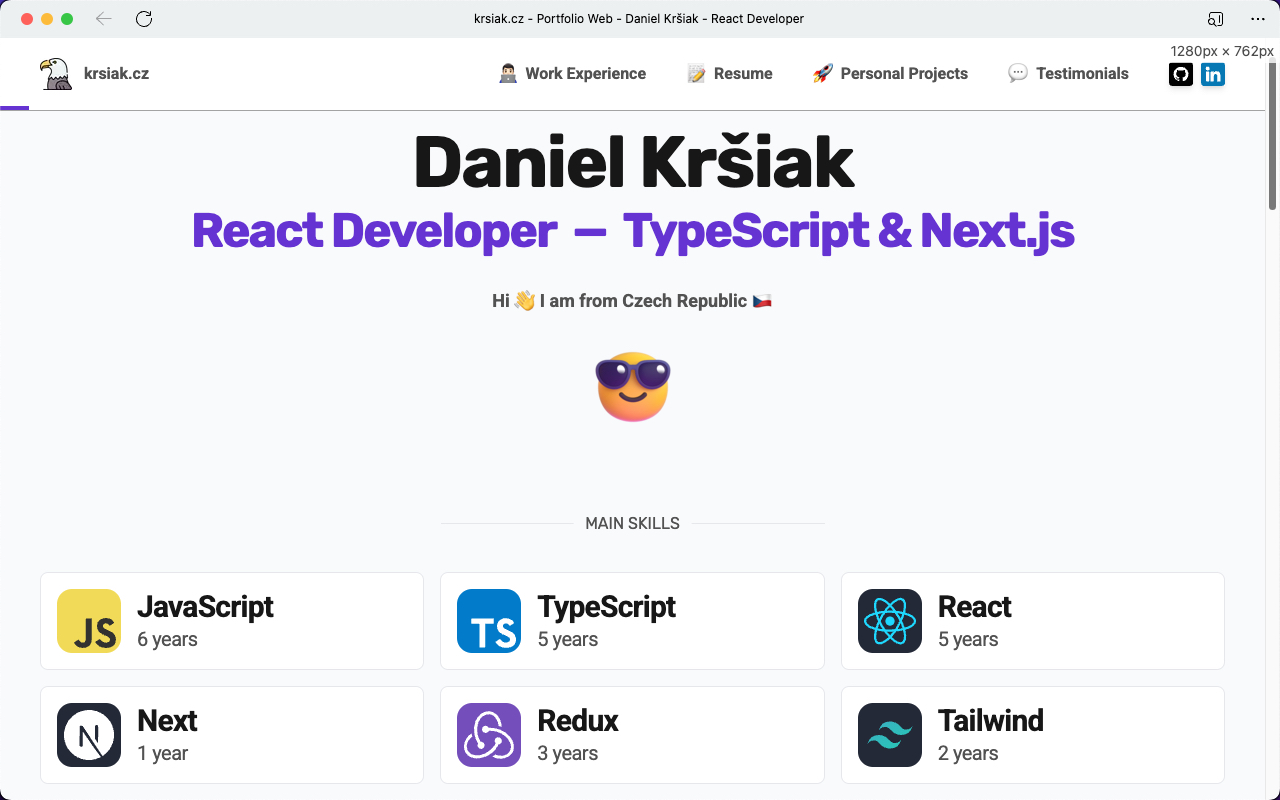 krsiak.cz - Portfolio Web - Daniel Kršiak - React Developer
1280px × 762px
krsiak.cz
Work Experience
Resume
Personal Projects
Testimonials
in
Daniel Kršiak
React Developer — TypeScript & Next.js
Hi 👋 I am from Czech Republic 🇨🇿
MAIN SKILLS
JS
JavaScript
6 years
TS
TypeScript
5 years
React
5 years
N
Next
1 year
Redux
3 years
Tailwind
2 years